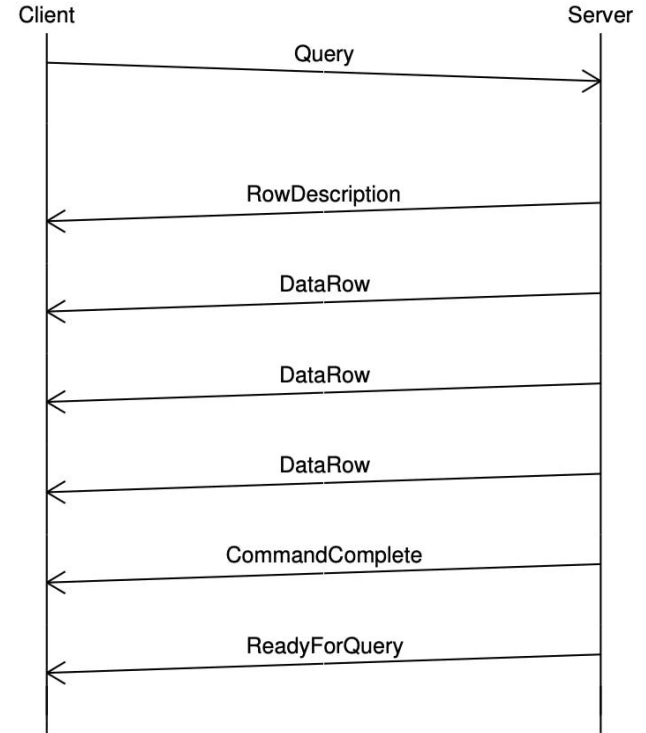 Client Server
Query
RowDescription
DataRow
DataRow
DataRow
CommandComplete
ReadyForQuery